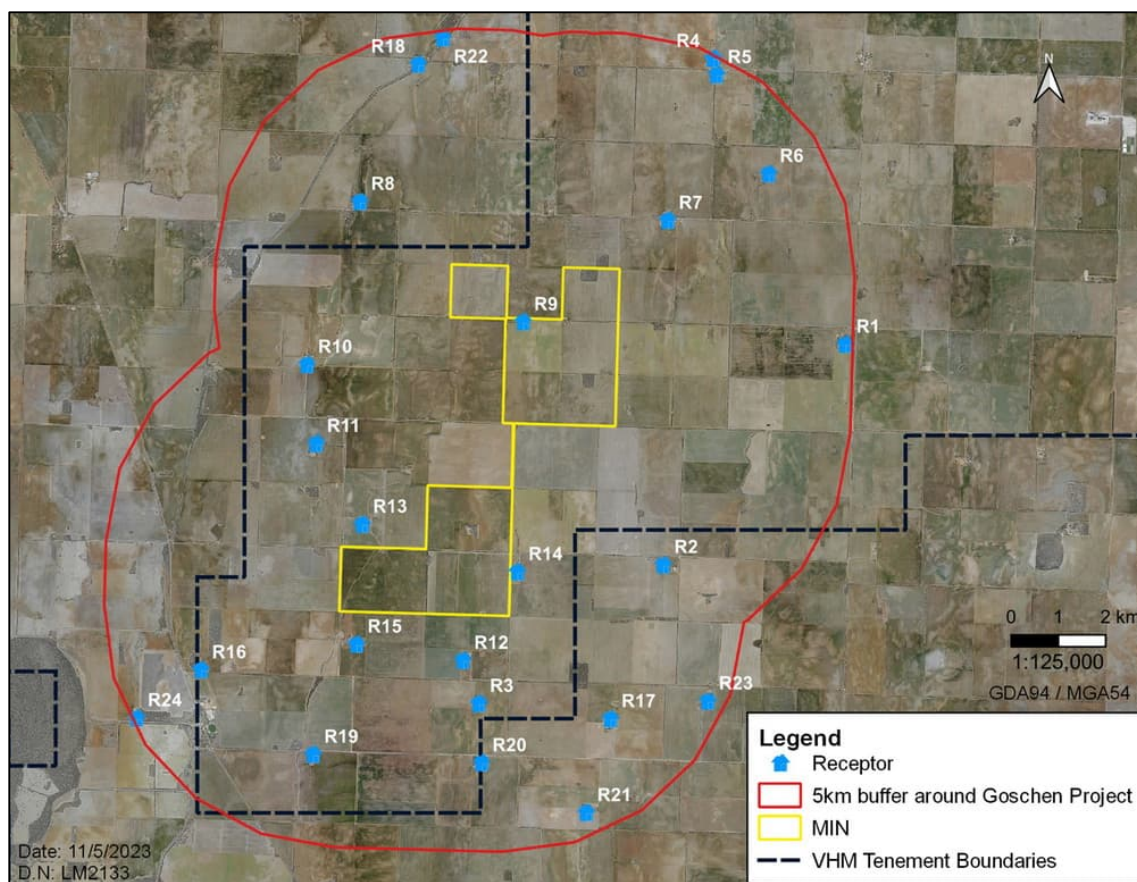 R18
R22
R4
R5
N
R6
R8
R7
R9
R1
R10
R11
R13
R14
R2
R15
R12
R16
R3
R23
R17
R24
R19
R20
R21
0 1 2 km
1:125,000
GDA94 / MGA54
Legend
Receptor
5km buffer around Goschen Project
MIN
VHM Tenement Boundaries
Date: 11/5/2023
D.N: LM2133